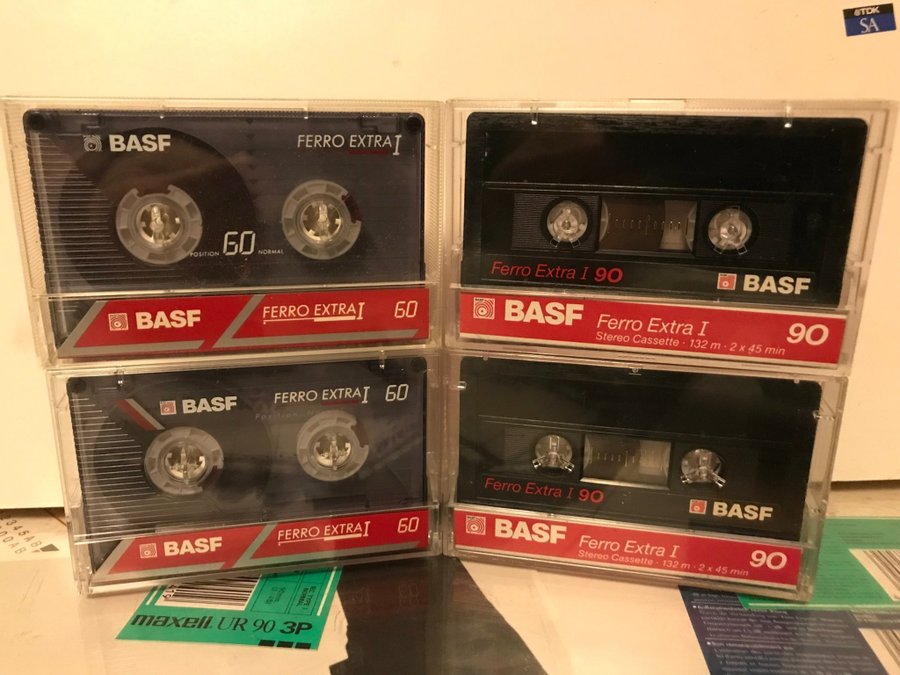 TDK
SA
BASF
FERRO EXTRA I
POSITION 60 NORMAL
BASF FERRO EXTRA I 60
Ferro Extra I 90
BASF
BASF Ferro Extra I 90
Stereo Cassette · 132 m · 2 x 45 min
BASF FERRO EXTRA I 60
BASF FERRO EXTRA I 60
Ferro Extra I 90
BASF
BASF Ferro Extra I 90
Stereo Cassette · 132 m · 2 x 45 min
maxell UR 90 3P